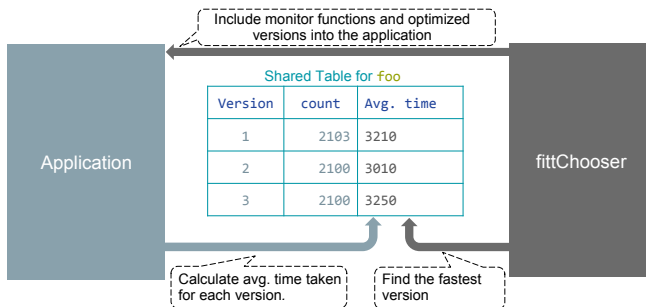 Include monitor functions and optimized
versions into the application
Shared Table for foo
Version count Avg. time
1 2103 3210
2 2100 3010
3 2100 3250
Application
fittChooser
Calculate avg. time taken
for each version.
Find the fastest
version